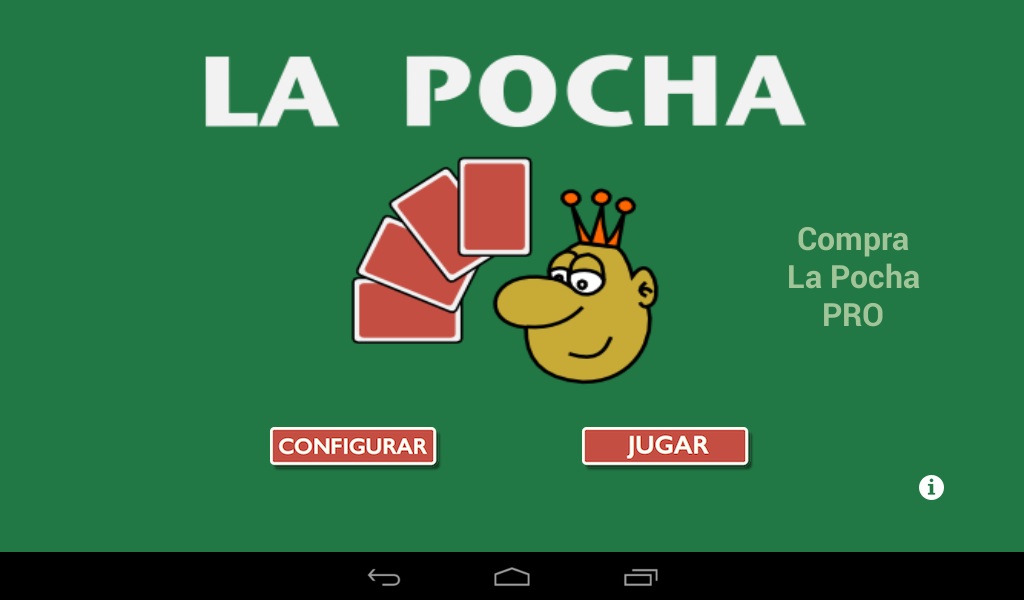 LA POCHA
Compra
La Pocha
PRO
CONFIGURAR
JUGAR
i